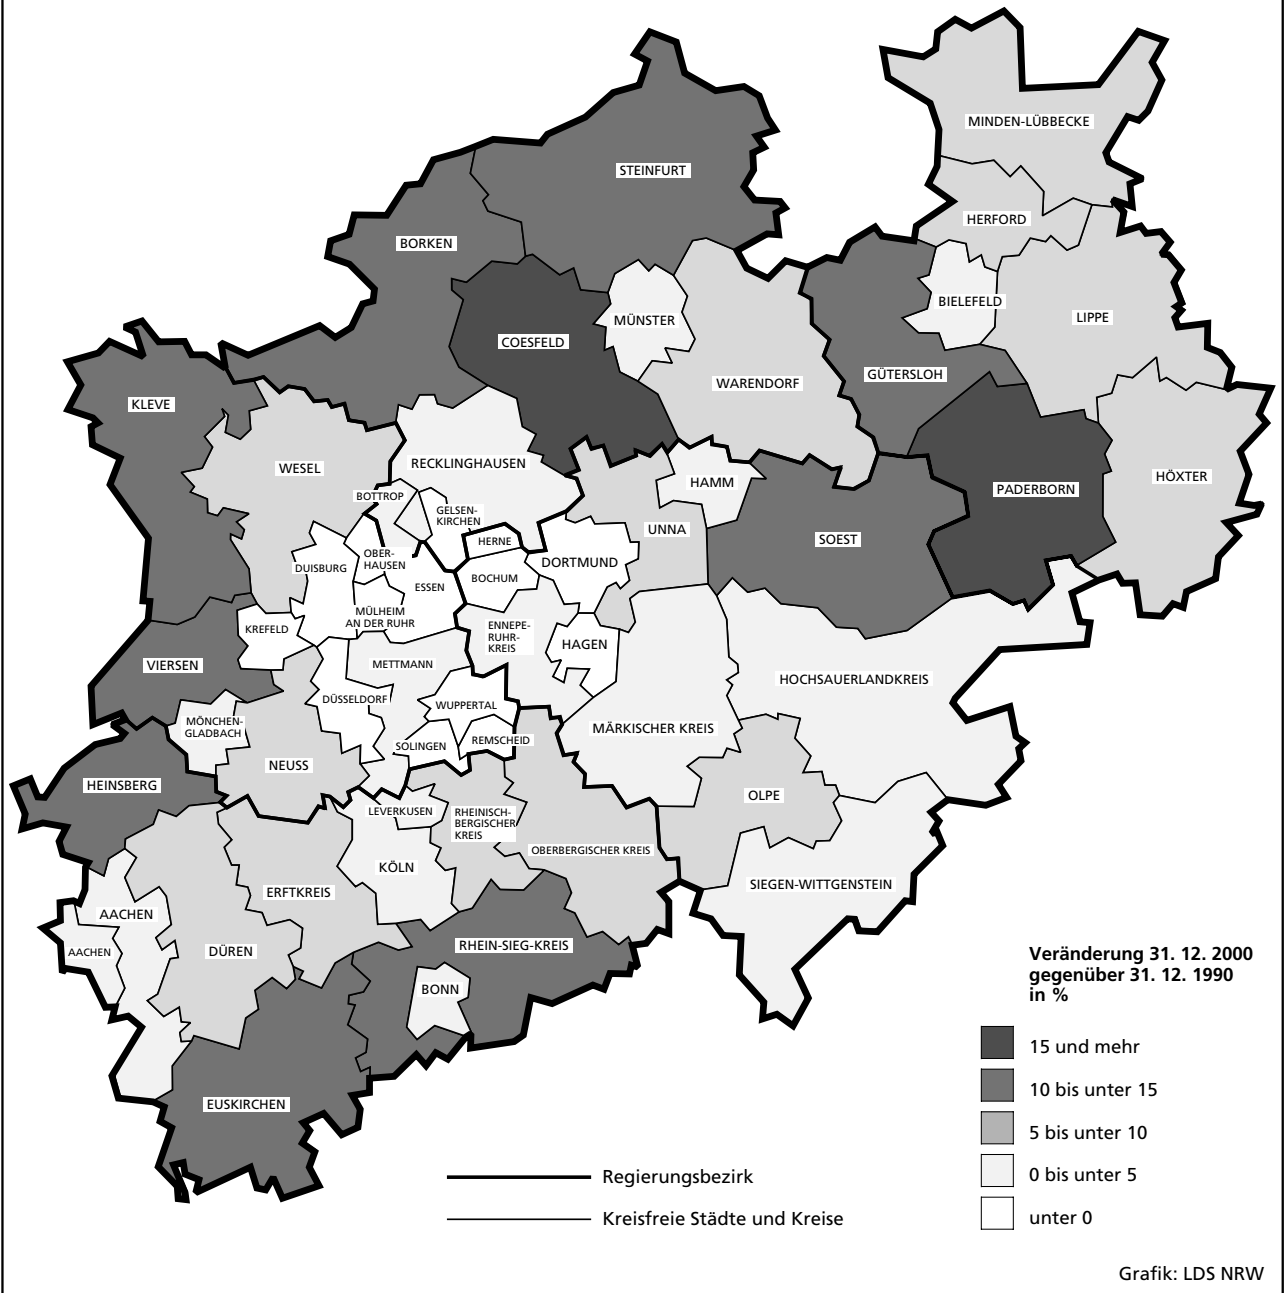 MINDEN-LÜBBECKE
STEINFURT
HERFORD
BORKEN
BIELEFELD
LIPPE
MÜNSTER
COESFELD
GÜTERSLOH
WARENDORF
KLEVE
RECKLINGHAUSEN
WESEL
HÖXTER
HAMM
PADERBORN
BOTTROP
GELSEN-
KIRCHEN
UNNA
SOEST
HERNE
OBER-
HAUSEN
DORTMUND
DUISBURG
BOCHUM
ESSEN
MÜLHEIM
AN DER RUHR
KREFELD
ENNEPE-
RUHR-
KREIS
HAGEN
VIERSEN
METTMANN
HOCHSAUERLANDKREIS
DÜSSELDORF
WUPPERTAL
MÖNCHEN-
GLADBACH
MÄRKISCHER KREIS
REMSCHEID
SOLINGEN
NEUSS
HEINSBERG
OLPE
LEVERKUSEN
RHEINISCH-
BERGISCHER
KREIS
OBERBERGISCHER KREIS
KÖLN
SIEGEN-WITTGENSTEIN
ERFTKREIS
AACHEN
RHEIN-SIEG-KREIS
AACHEN
DÜREN
BONN
EUSKIRCHEN
Veränderung 31. 12. 2000
gegenüber 31. 12. 1990
in %
15 und mehr
10 bis unter 15
5 bis unter 10
0 bis unter 5
unter 0
Regierungsbezirk
Kreisfreie Städte und Kreise
Grafik: LDS NRW